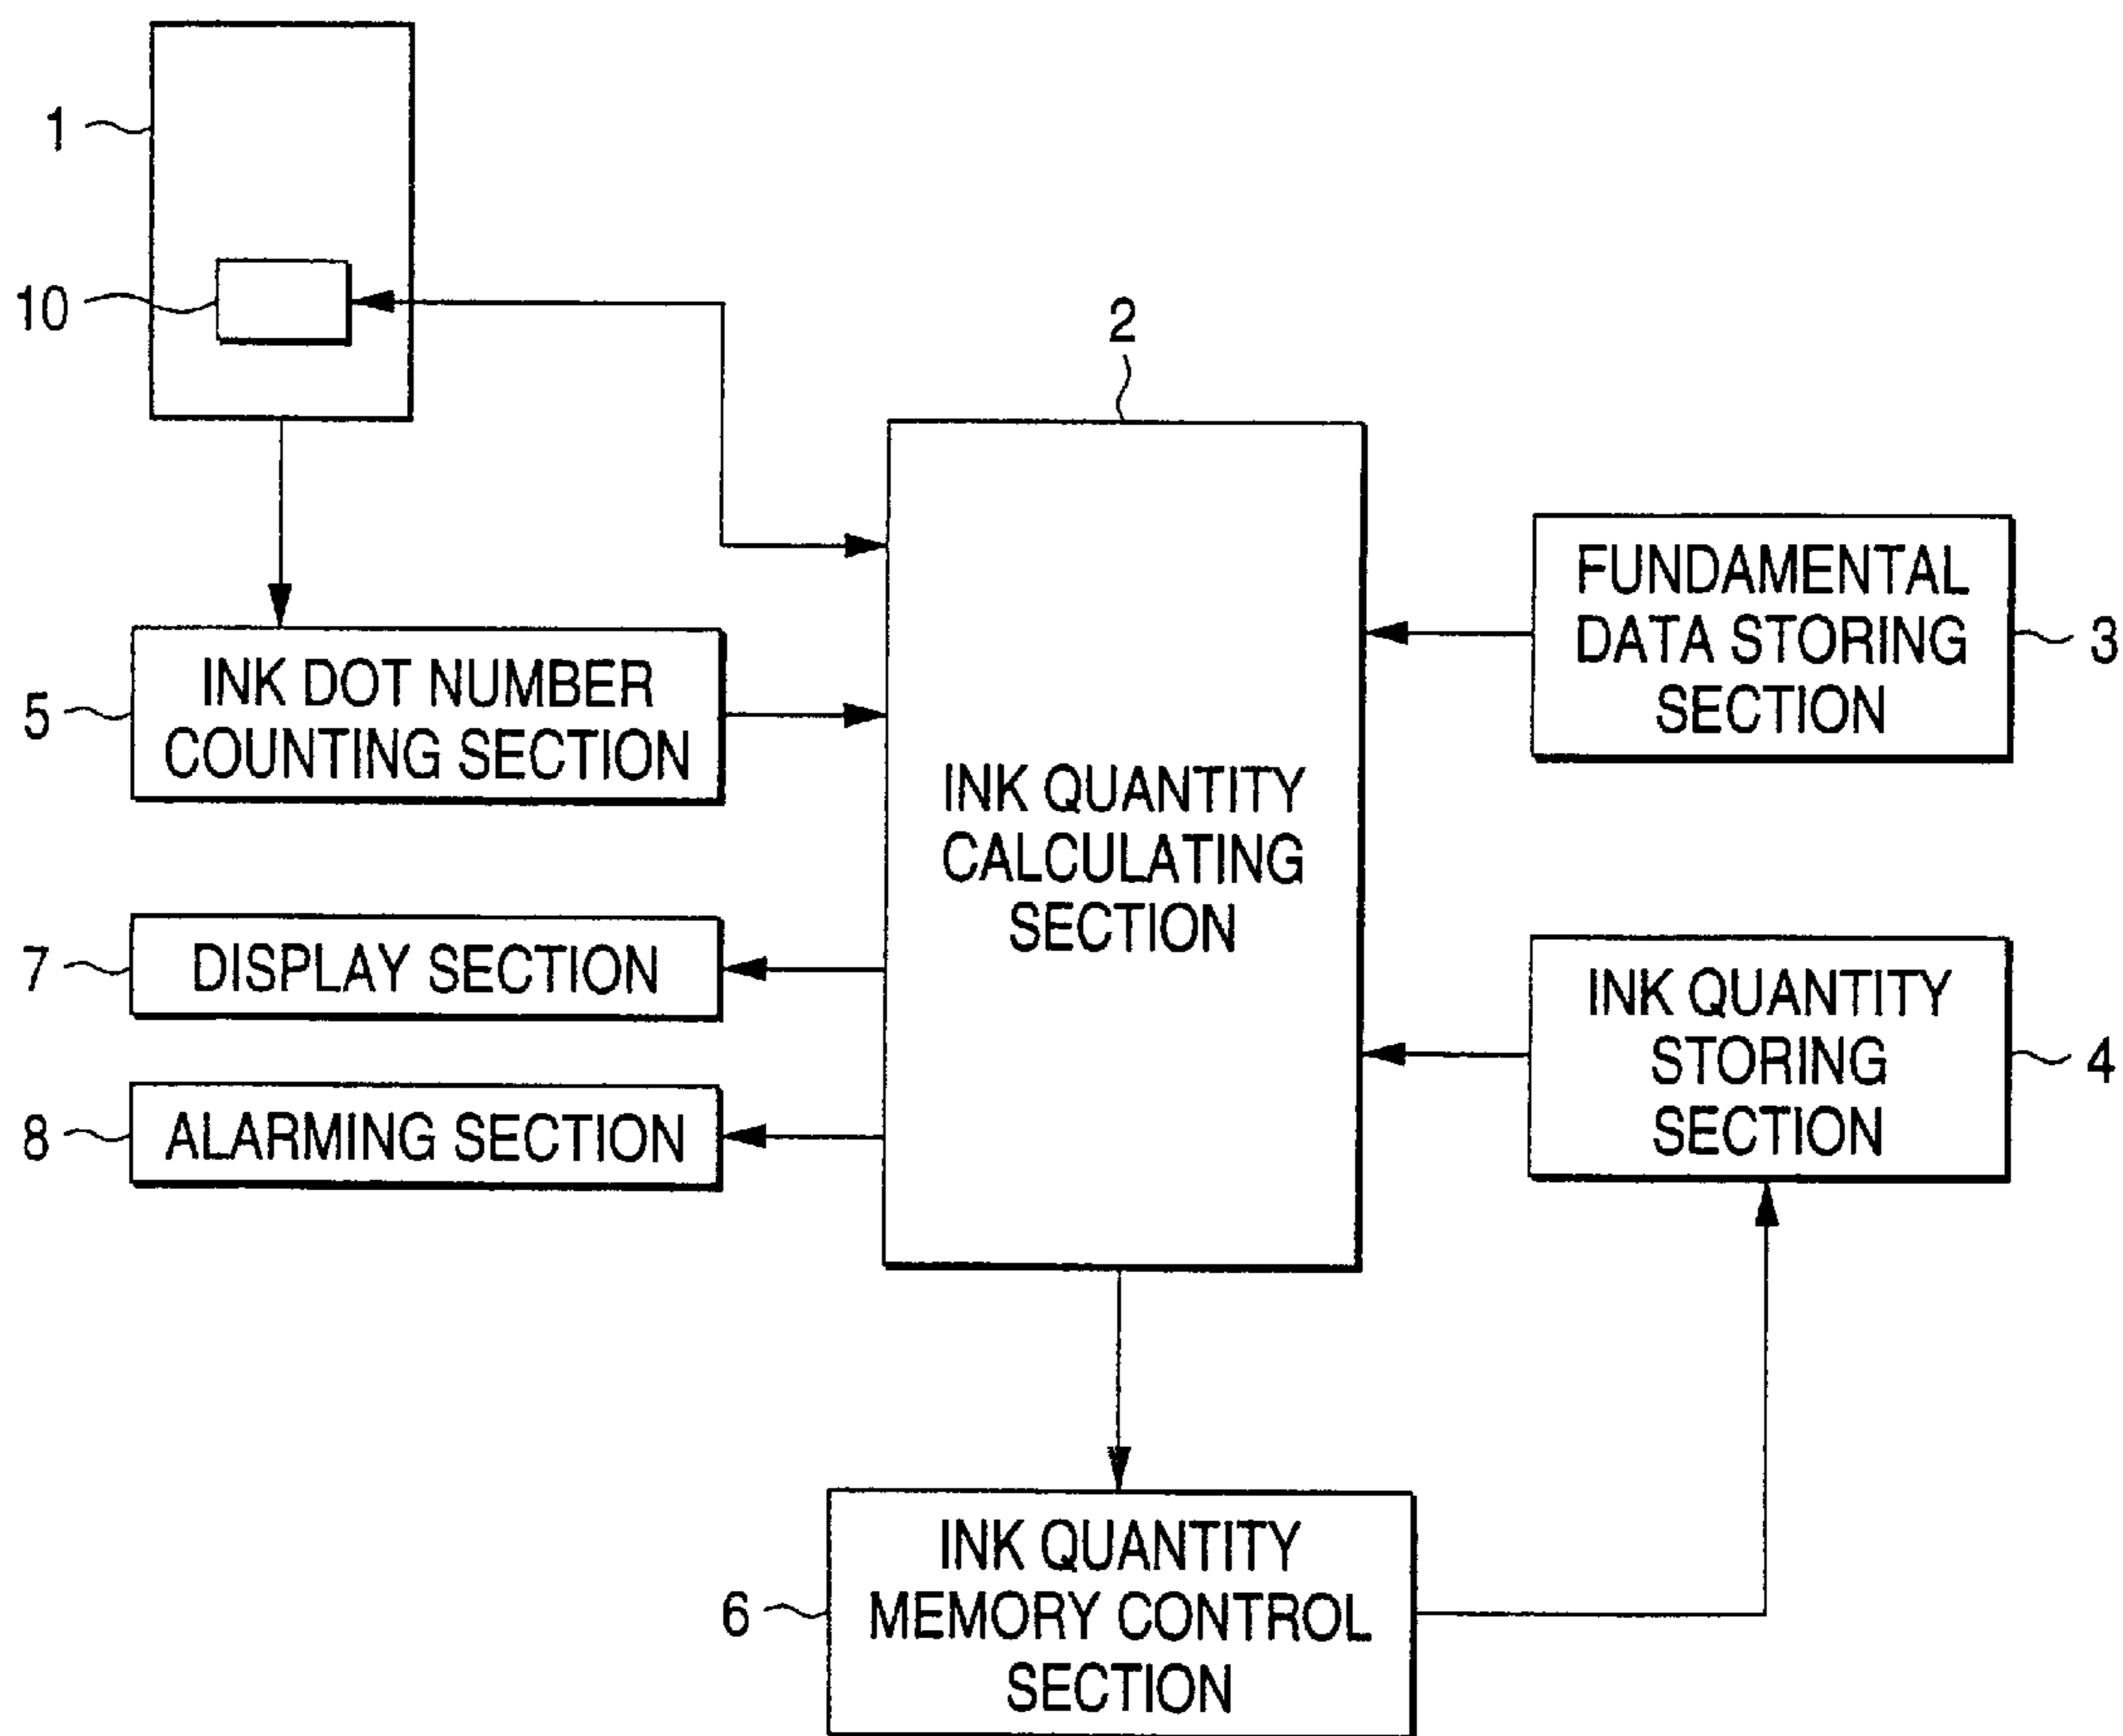 1
10
2
FUNDAMENTAL
DATA STORING
SECTION
3
INK DOT NUMBER
COUNTING SECTION
5
INK QUANTITY
CALCULATING
SECTION
7
DISPLAY SECTION
INK QUANTITY
STORING
SECTION
4
8
ALARMING SECTION
INK QUANTITY
MEMORY CONTROL
SECTION
6